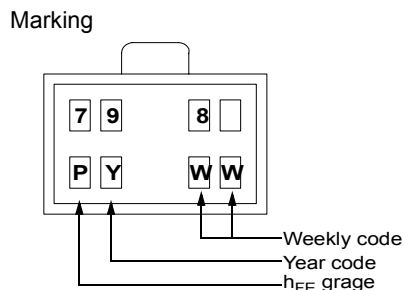 Marking
7 9 8
P Y W W
Weekly code
Year code
hFE grage